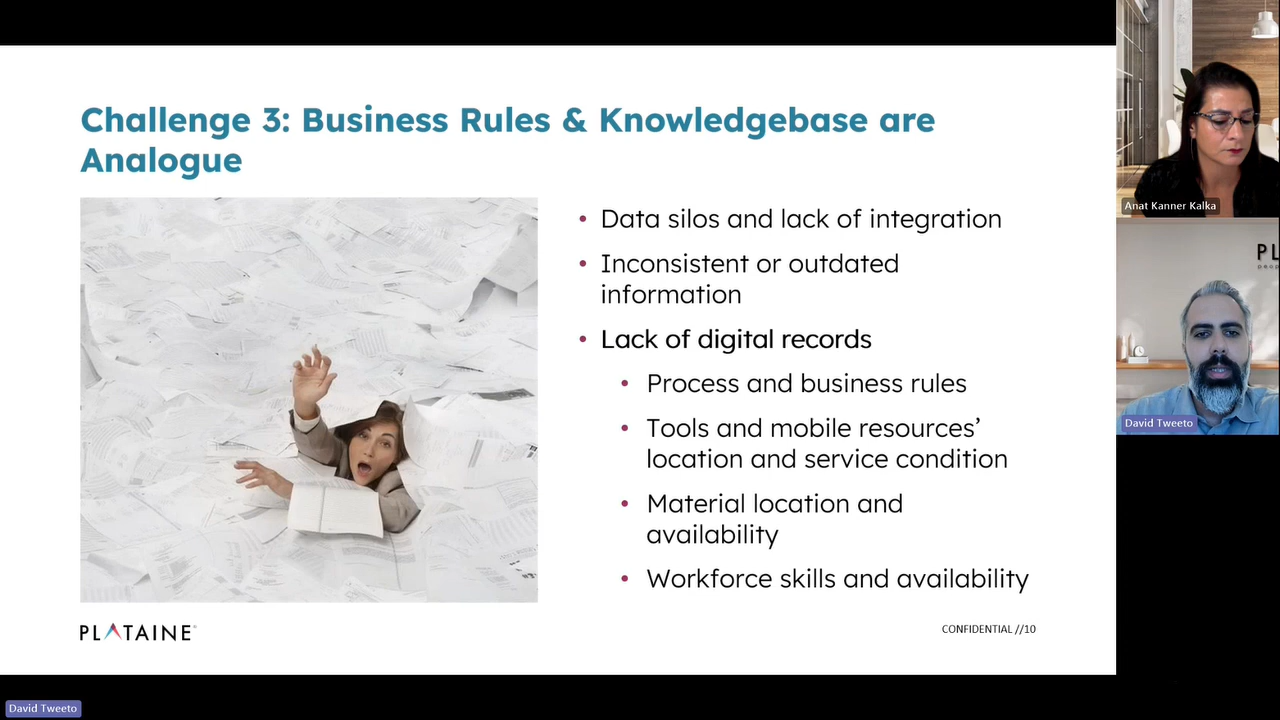 Challenge 3: Business Rules & Knowledgebase are
Analogue
• Data silos and lack of integration
• Inconsistent or outdated
information
• Lack of digital records
• Process and business rules
• Tools and mobile resources’
location and service condition
• Material location and
availability
• Workforce skills and availability
PLATAINE
CONFIDENTIAL //10
Anat Kanner Kalka
PL
David Tweeto
David Tweeto